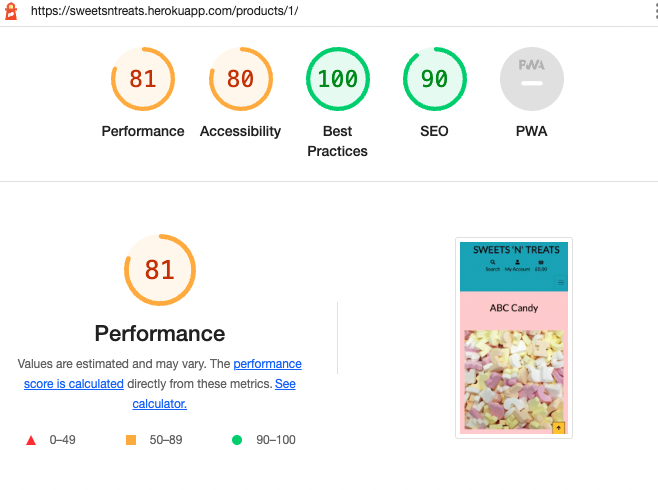 https://sweetsntreats.herokuapp.com/products/1/
81
80
100
90
PWA
Performance
Accessibility
Best
Practices
SEO
PWA
81
Performance
Values are estimated and may vary. The performance
score is calculated directly from these metrics. See
calculator.
0–49
50–89
90–100
SWEETS 'N' TREATS
Search
My Account
£0.00
ABC Candy